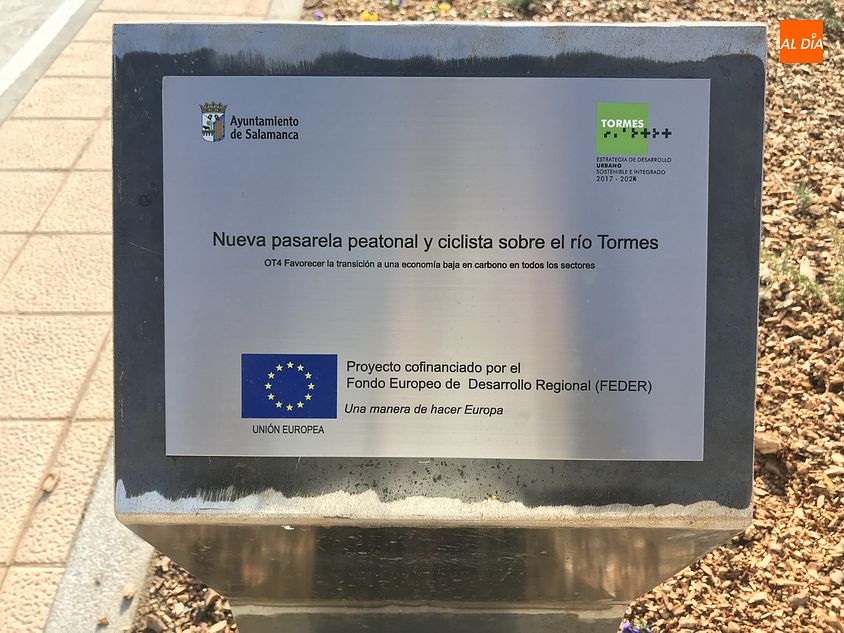 AL DÍA
Ayuntamiento
de Salamanca
TORMES
ESTRATEGIA DE DESARROLLO
URBANO
SOSTENIBLE E INTEGRADO
2017 - 202
Nueva pasarela peatonal y ciclista sobre el río Tormes
OT4 Favorecer la transición a una economía baja en carbono en todos los sectores
UNIÓN EUROPEA
Proyecto cofinanciado por el
Fondo Europeo de Desarrollo Regional (FEDER)
Una manera de hacer Europa